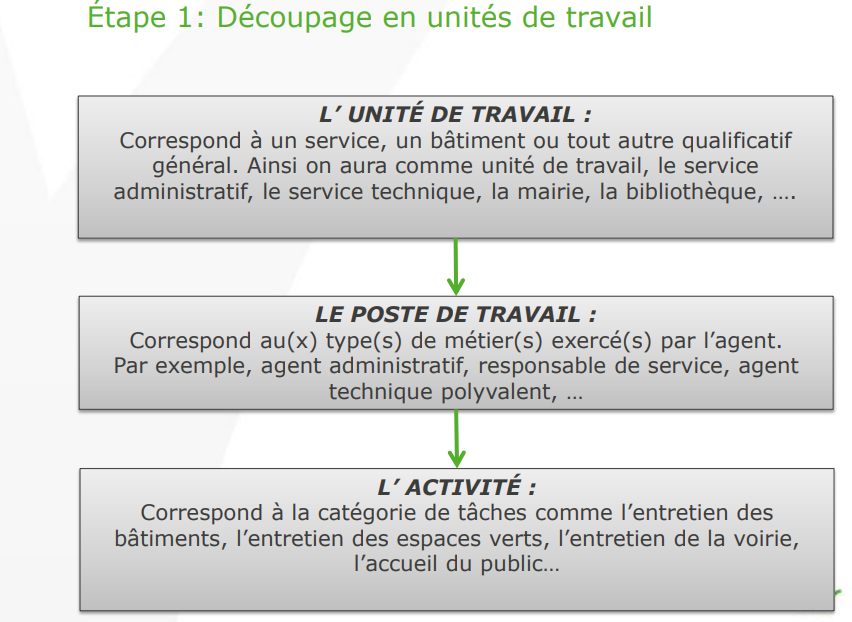 Étape 1: Découpage en unités de travail
L’ UNITÉ DE TRAVAIL :
Correspond à un service, un bâtiment ou tout autre qualificatif
général. Ainsi on aura comme unité de travail, le service
administratif, le service technique, la mairie, la bibliothèque, ….
LE POSTE DE TRAVAIL :
Correspond au(x) type(s) de métier(s) exercé(s) par l’agent.
Par exemple, agent administratif, responsable de service, agent
technique polyvalent, …
L’ ACTIVITÉ :
Correspond à la catégorie de tâches comme l’entretien des
bâtiments, l’entretien des espaces verts, l’entretien de la voirie,
l’accueil du public…